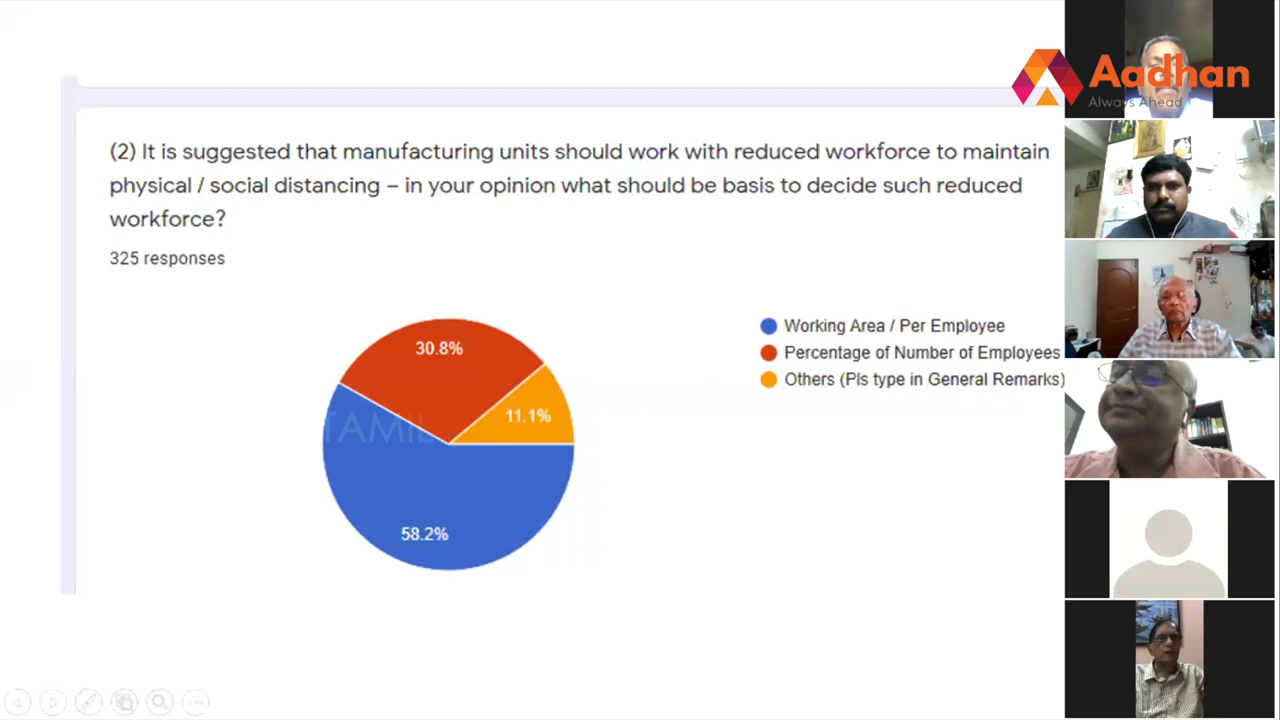 Aadhan
Always Ahead
(2) It is suggested that manufacturing units should work with reduced workforce to maintain
physical / social distancing – in your opinion what should be basis to decide such reduced
workforce?
325 responses
Working Area / Per Employee
Percentage of Number of Employees
Others (Pls type in General Remarks)
30.8%
11.1%
TAMIL
58.2%